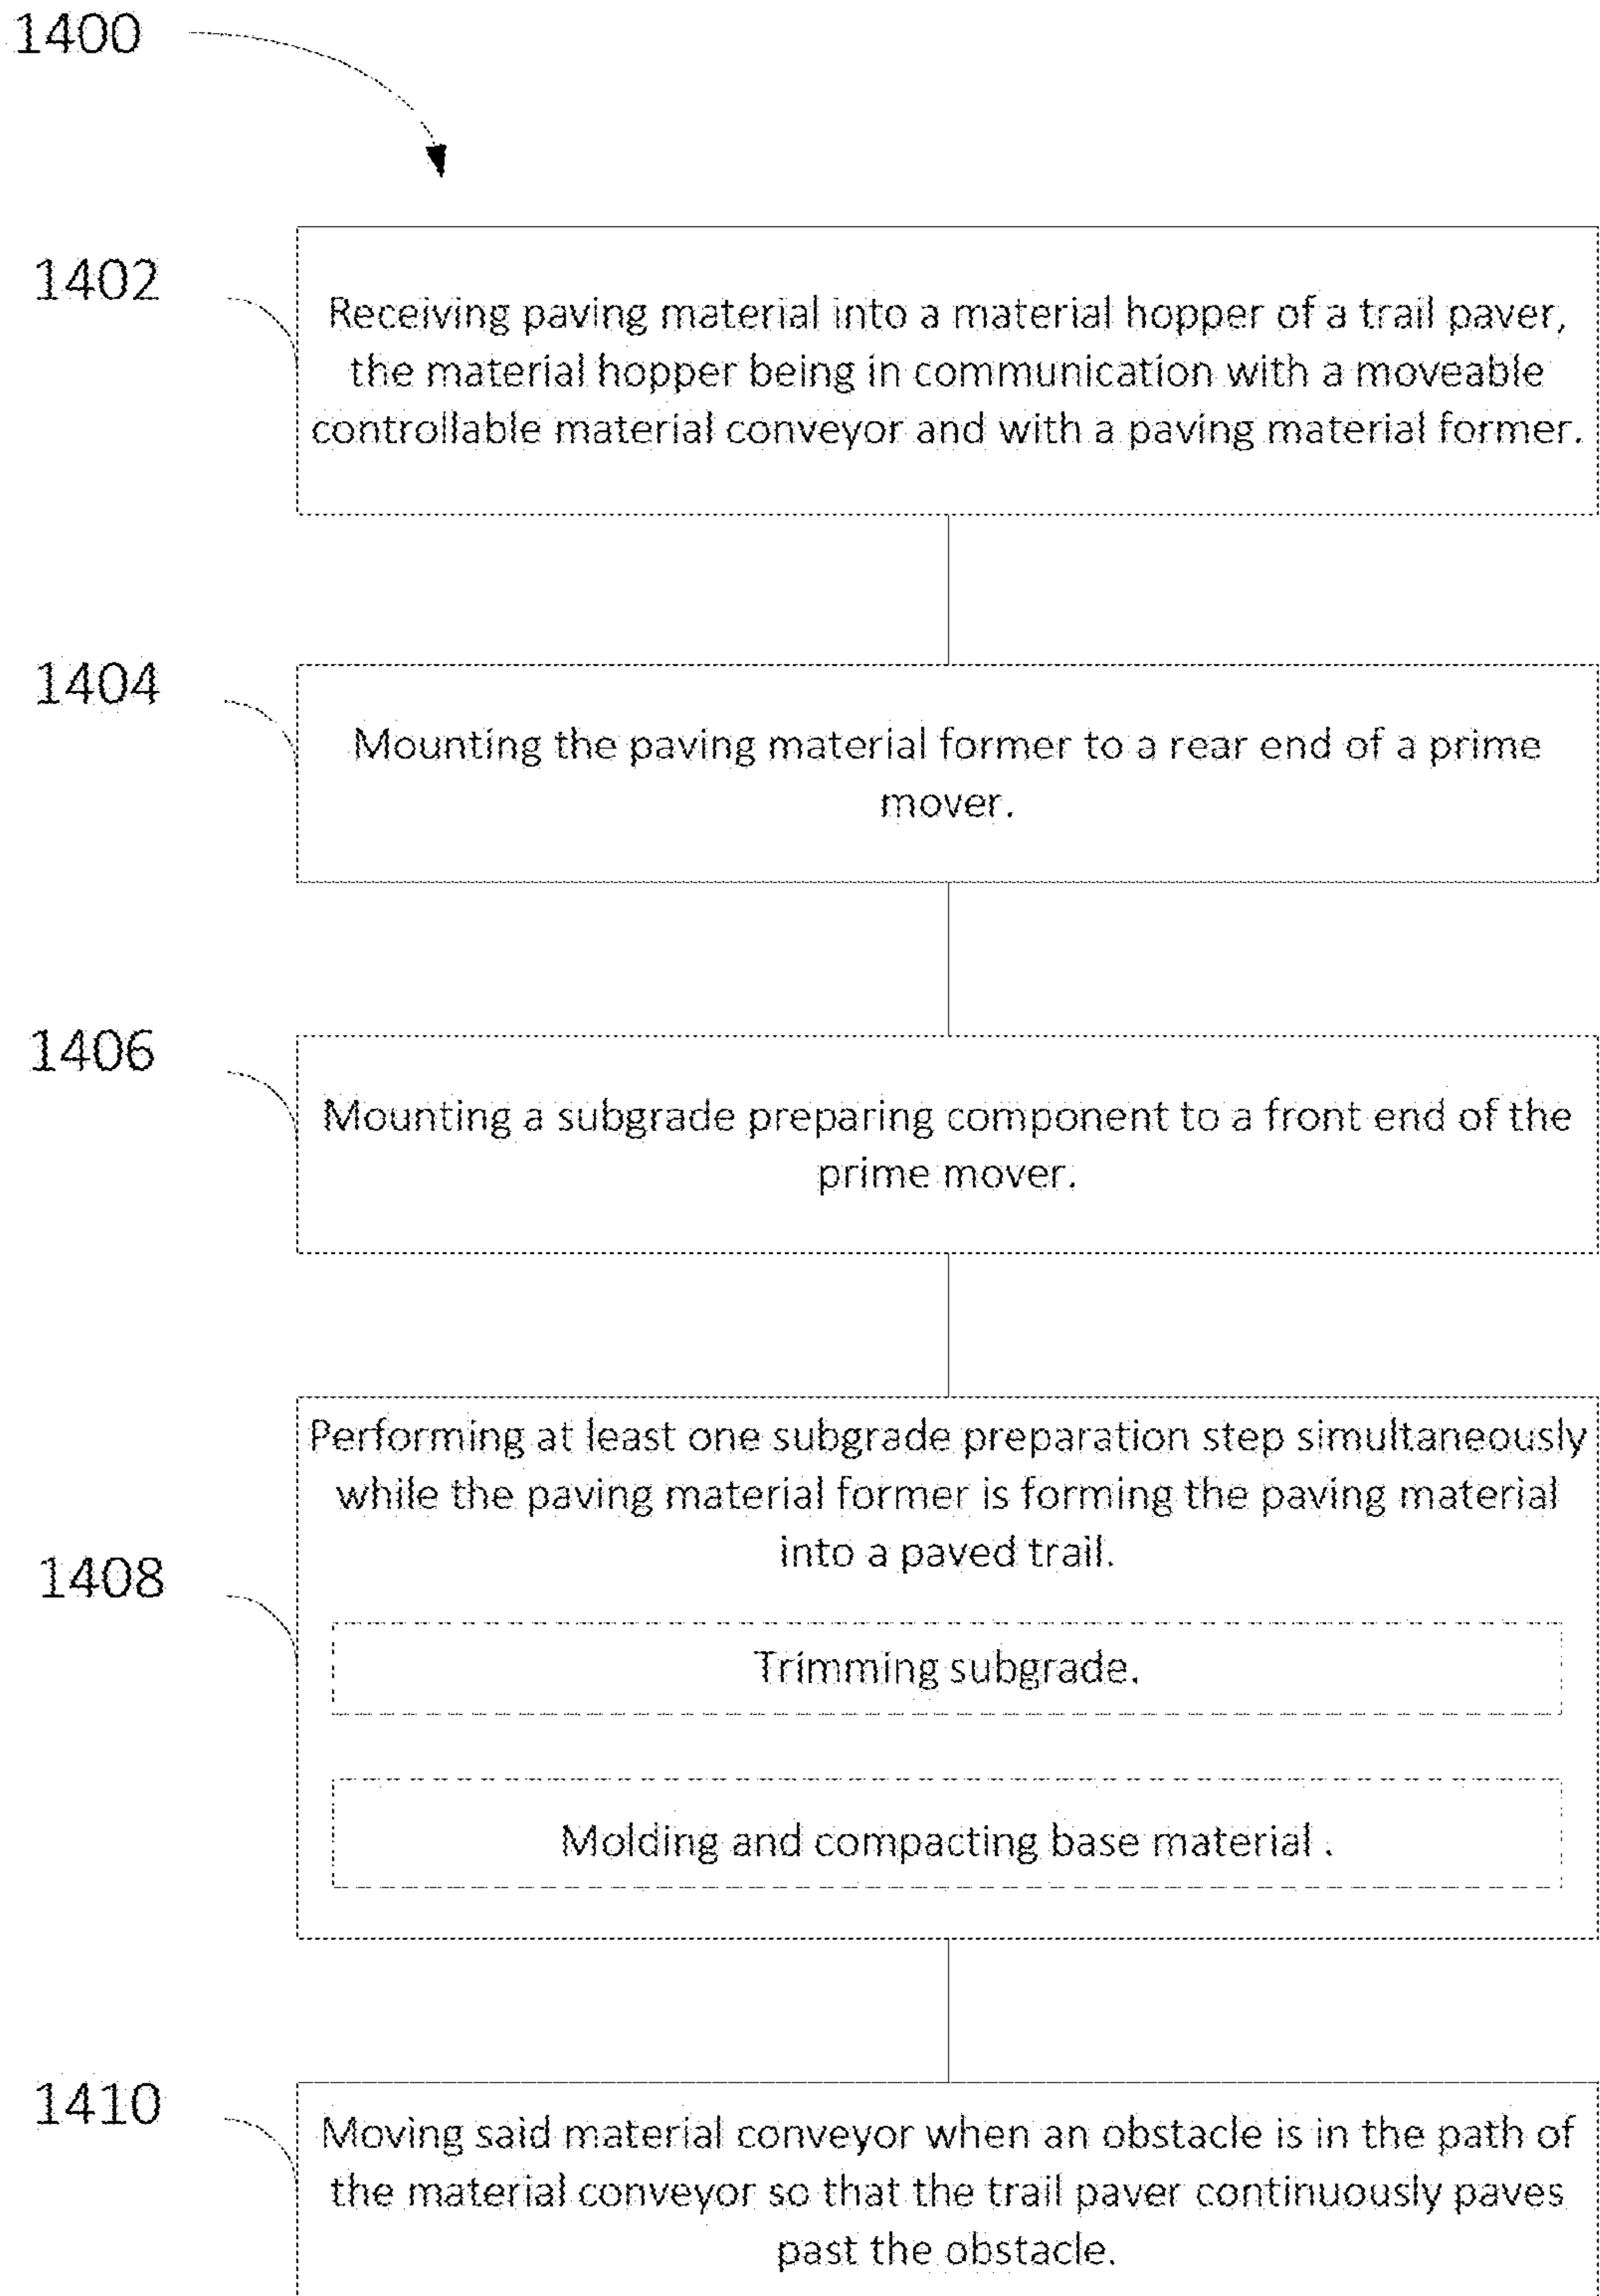 1400
1402
Receiving paving material into a material hopper of a trail paver,
the material hopper being in communication with a moveable
controllable material conveyor and with a paving material former.
1404
Mounting the paving material former to a rear end of a prime
mover.
1406
Mounting a subgrade preparing component to a front end of the
prime mover.
1408
Performing at least one subgrade preparation step simultaneously
while the paving material former is forming the paving material
into a paved trail.
Trimming subgrade.
Molding and compacting base material .
1410
Moving said material conveyor when an obstacle is in the path of
the material conveyor so that the trail paver continuously paves
past the obstacle.